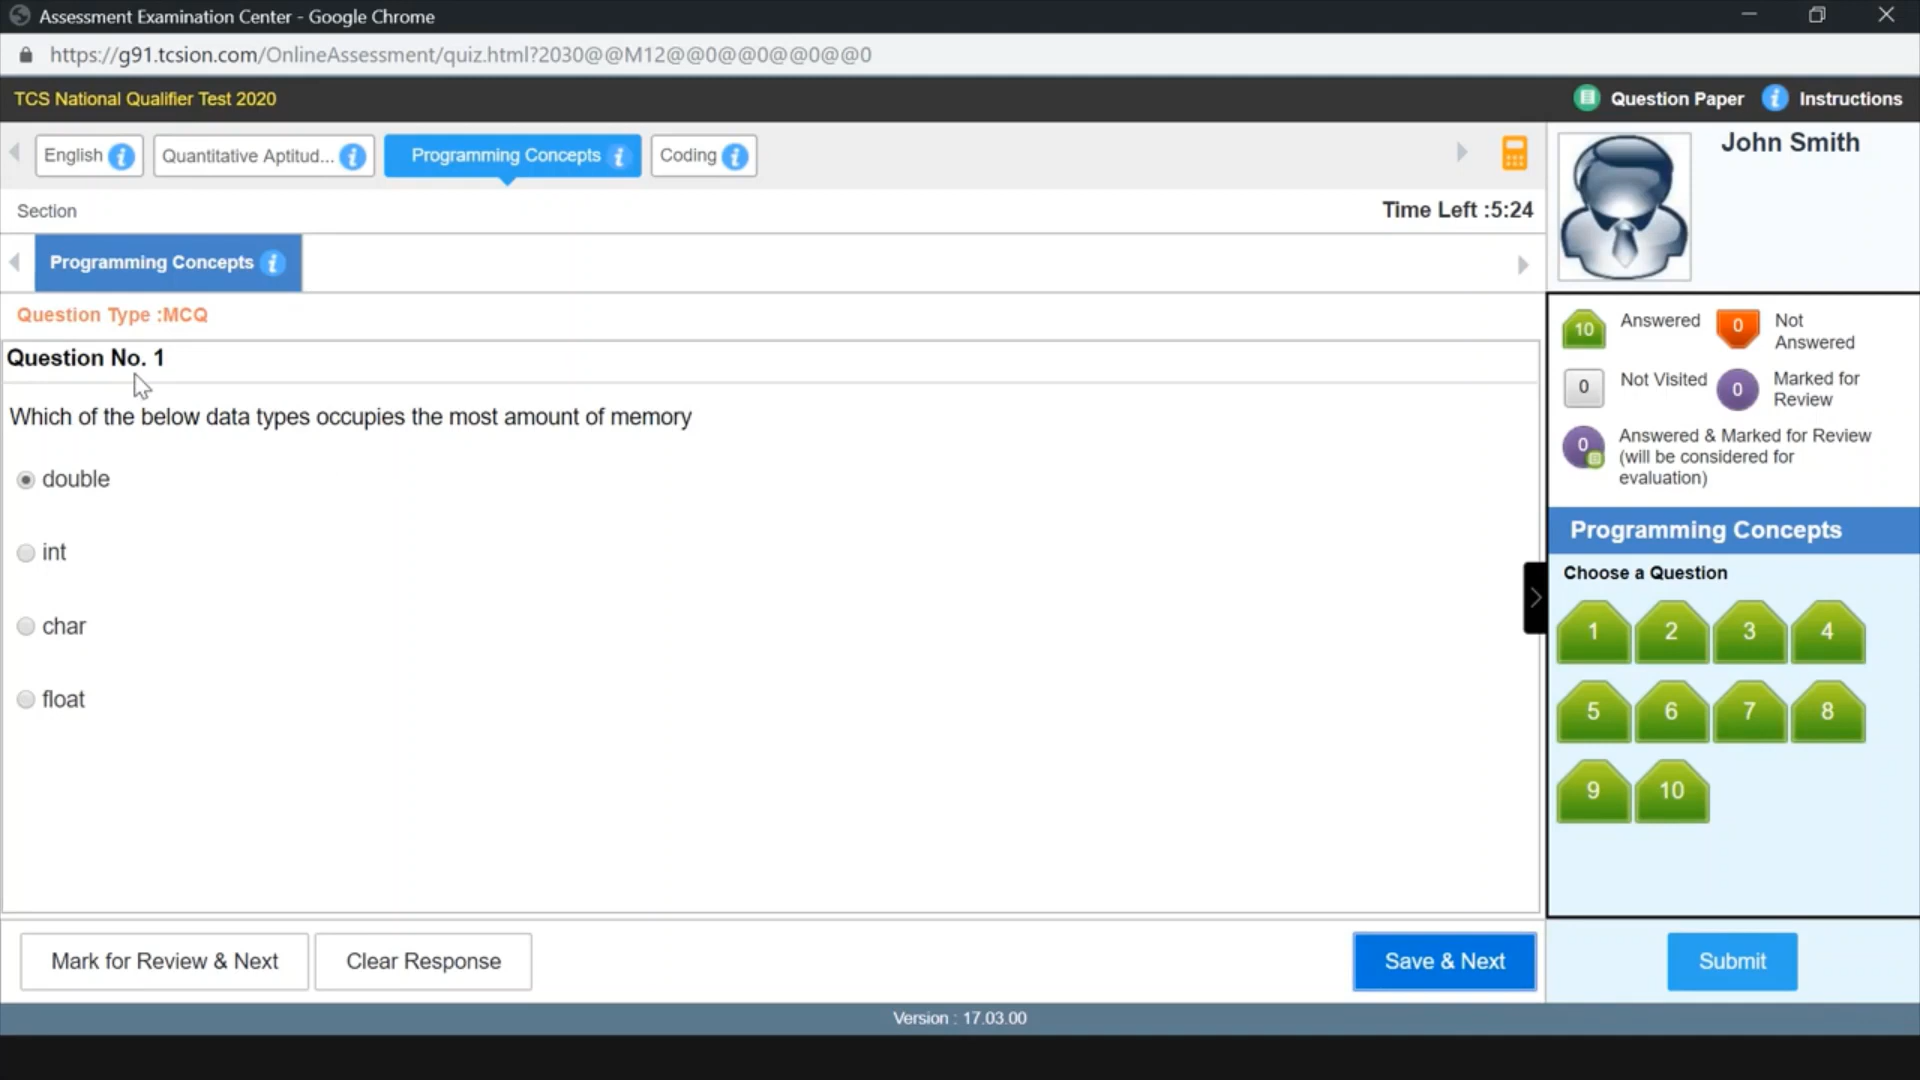 Assessment Examination Center - Google Chrome
https://g91.tcsion.com/OnlineAssessment/quiz.html?2030@@M12@@0@@0@@0@@0
TCS National Qualifier Test 2020
Question Paper
Instructions
English
Quantitative Aptitud...
Programming Concepts
Coding
John Smith
Section
Time Left :5:24
Programming Concepts
Question Type :MCQ
Question No. 1
Which of the below data types occupies the most amount of memory
double
int
char
float
10
Answered
0
Not
Answered
0
Not Visited
0
Marked for
Review
0
Answered & Marked for Review
(will be considered for
evaluation)
Programming Concepts
Choose a Question
1 2 3 4
5 6 7 8
9 10
Mark for Review & Next
Clear Response
Save & Next
Submit
Version : 17.03.00